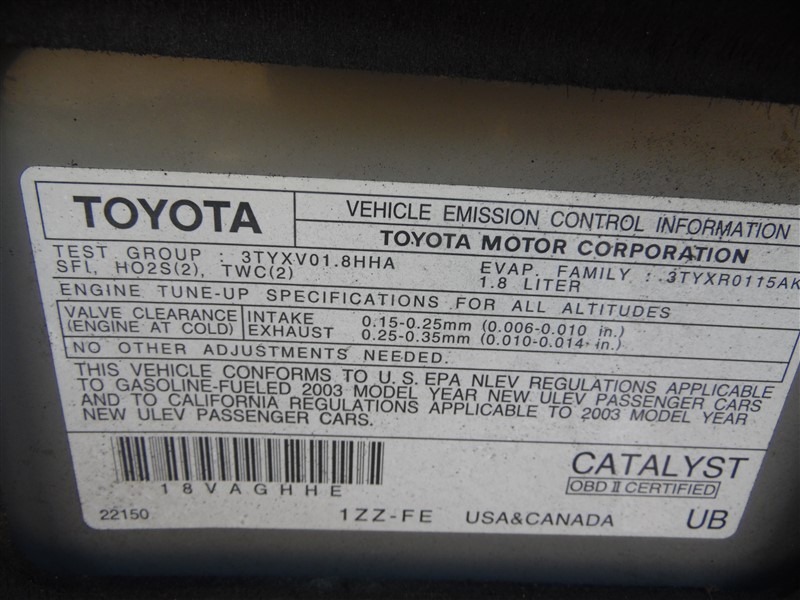 TOYOTA
VEHICLE EMISSION CONTROL INFORMATION
TOYOTA MOTOR CORPORATION
TEST GROUP : 3TYXV01.8HHA
EVAP. FAMILY : 3TYXR0115AK
SFI, HO2S(2), TWC(2)
1.8 LITER
ENGINE TUNE-UP SPECIFICATIONS FOR ALL ALTITUDES
VALVE CLEARANCE
(ENGINE AT COLD)
INTAKE 0.15-0.25mm (0.006-0.010 in.)
EXHAUST 0.25-0.35mm (0.010-0.014 in.)
NO OTHER ADJUSTMENTS NEEDED.
THIS VEHICLE CONFORMS TO U.S. EPA NLEV REGULATIONS APPLICABLE
TO GASOLINE-FUELED 2003 MODEL YEAR NEW ULEV PASSENGER CARS
AND TO CALIFORNIA REGULATIONS APPLICABLE TO 2003 MODEL YEAR
NEW ULEV PASSENGER CARS.
18VAGHHE
CATALYST
OBD II CERTIFIED
22150
1ZZ-FE
USA&CANADA
UB